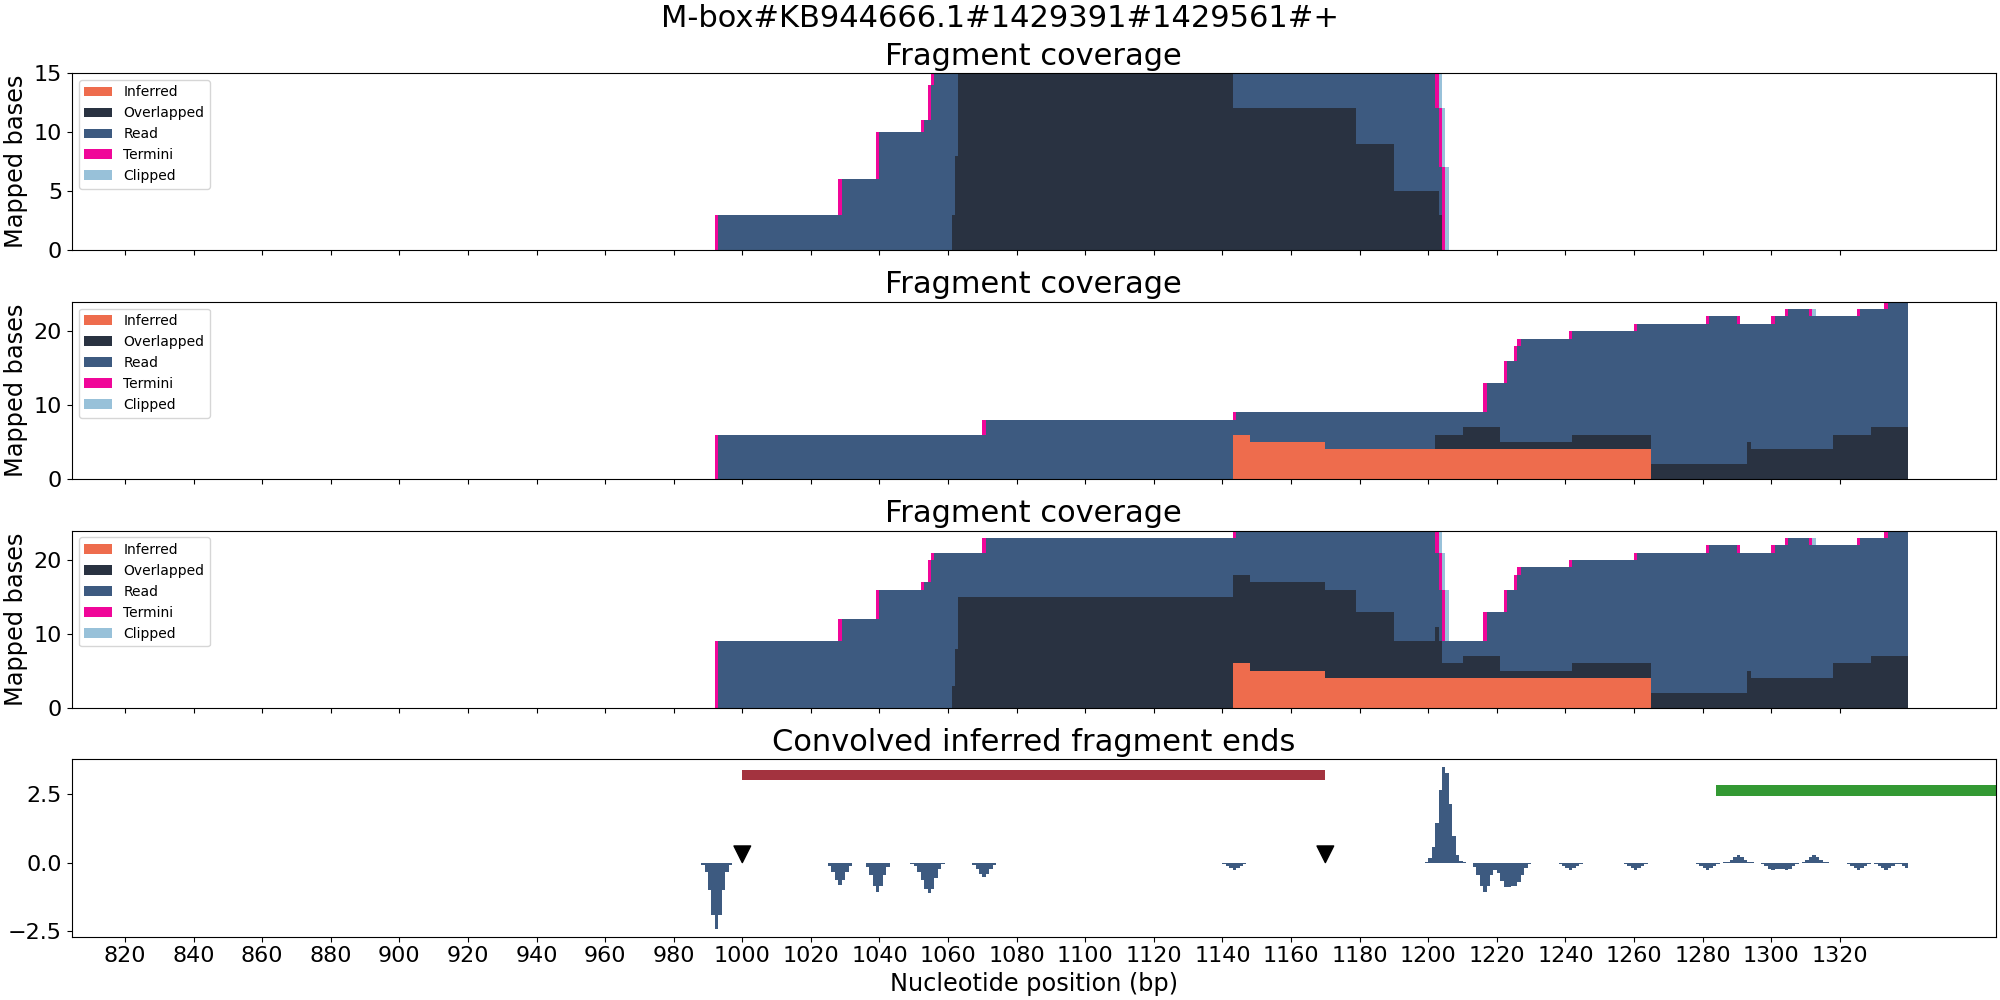 M-box#KB944666.1#1429391#1429561#+
Fragment coverage
Mapped bases
15
10
5
0
Inferred
Overlapped
Read
Termini
Clipped
Fragment coverage
Mapped bases
20
10
0
Inferred
Overlapped
Read
Termini
Clipped
Fragment coverage
Mapped bases
20
10
0
Inferred
Overlapped
Read
Termini
Clipped
Convolved inferred fragment ends
2.5
0.0
−2.5
820 840 860 880 900 920 940 960 980 1000 1020 1040 1060 1080 1100 1120 1140 1160 1180 1200 1220 1240 1260 1280 1300 1320
Nucleotide position (bp)